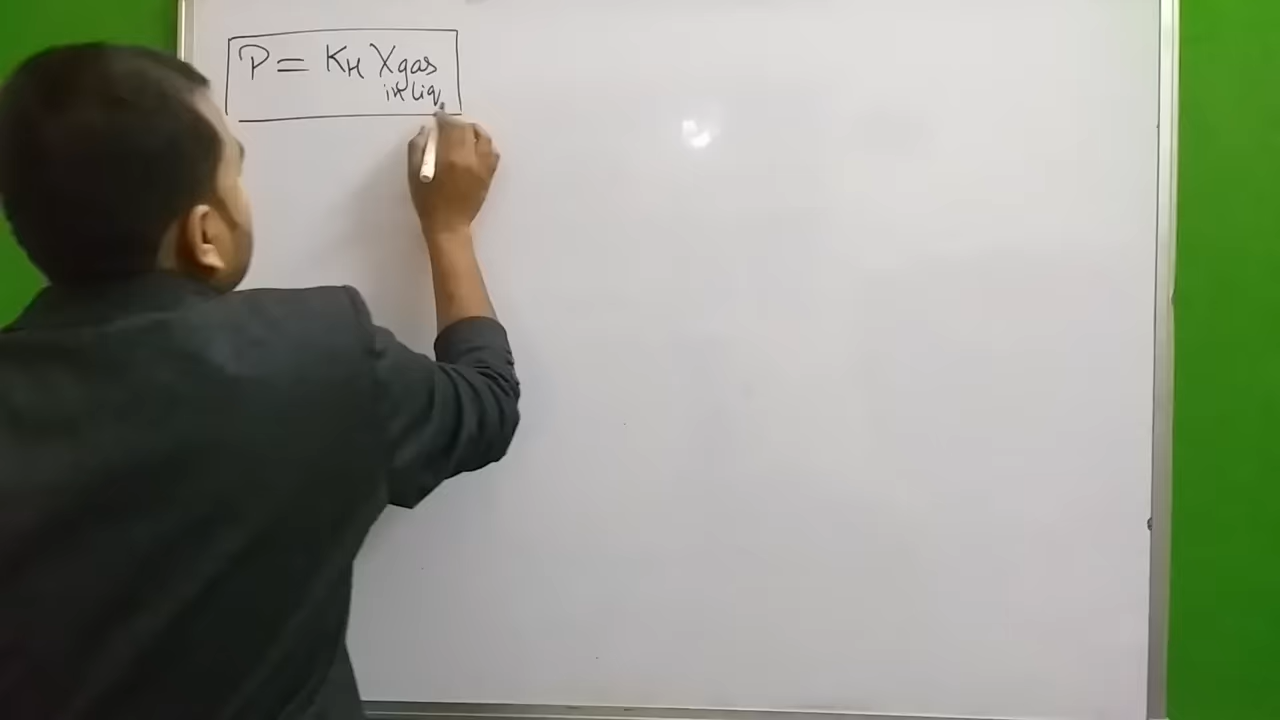 P = KH Xgas
in liq